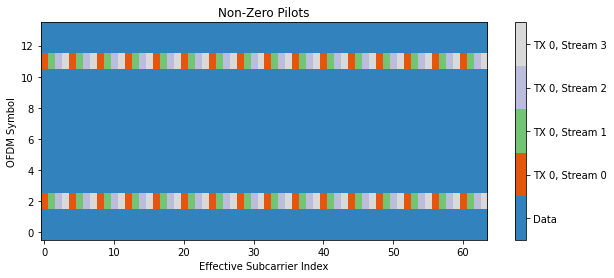 Non-Zero Pilots
OFDM Symbol
12
10
8
6
4
2
0
0 10 20 30 40 50 60
Effective Subcarrier Index
TX 0, Stream 3
TX 0, Stream 2
TX 0, Stream 1
TX 0, Stream 0
Data